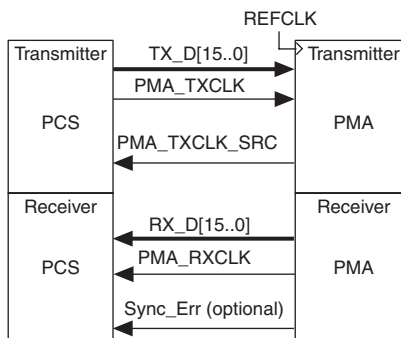 REFCLK
Transmitter
TX_D[15..0]
Transmitter
PMA_TXCLK
PCS
PMA
PMA_TXCLK_SRC
Receiver
Receiver
RX_D[15..0]
PCS
PMA_RXCLK
PMA
Sync_Err (optional)